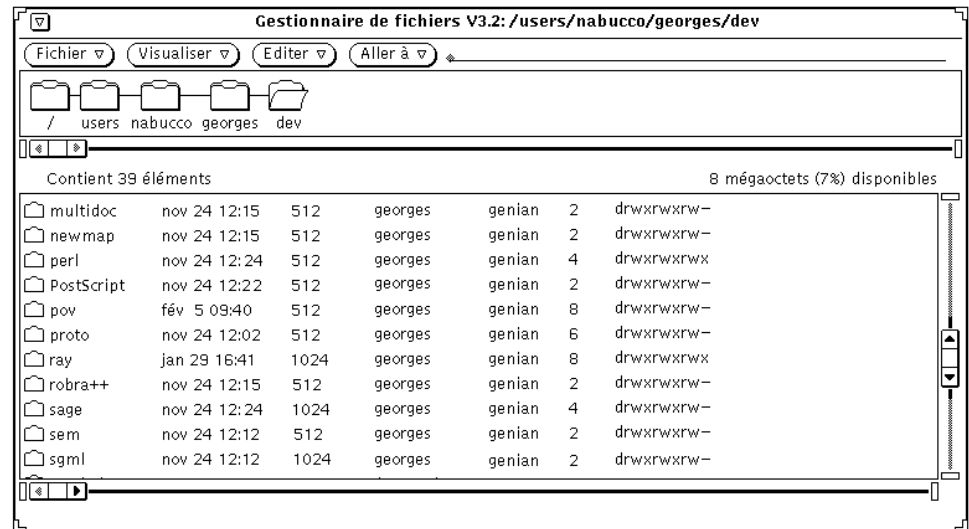 Gestionnaire de fichiers V3.2: /users/nabucco/georges/dev
Fichier Visualiser Editer Aller à
/ users nabucco georges dev
Contient 39 éléments 8 mégaoctets (7%) disponibles
multidoc nov 24 12:15 512 georges genian 2 drwxrwxrw-
newmap nov 24 12:15 512 georges genian 2 drwxrwxrw-
perl nov 24 12:24 512 georges genian 4 drwxrwxrwx
PostScript nov 24 12:22 512 georges genian 2 drwxrwxrw-
pov fév 5 09:40 512 georges genian 8 drwxrwxrw-
proto nov 24 12:02 512 georges genian 6 drwxrwxrw-
ray jan 29 16:41 1024 georges genian 8 drwxrwxrwx
robra++ nov 24 12:15 512 georges genian 2 drwxrwxrw-
sage nov 24 12:24 1024 georges genian 4 drwxrwxrw-
sem nov 24 12:12 512 georges genian 2 drwxrwxrw-
sgml nov 24 12:12 1024 georges genian 2 drwxrwxrw-